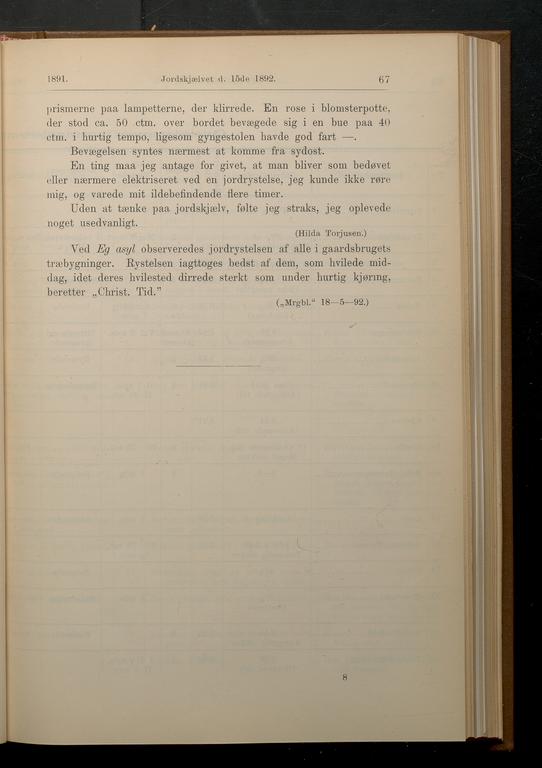 1891. Jordskjælvet d. 15de 1892. 67
prismerne paa lampetterne, der klirrede. En rose i blomsterpotte,
der stod ca. 50 ctm. over bordet bevægede sig i en bue paa 40
ctm. i hurtig tempo, ligesom gyngestolen havde god fart —.
Bevægelsen syntes nærmest at komme fra sydost.
En ting maa jeg antage for givet, at man bliver som bedøvet
eller nærmere elektriseret ved en jordrystelse, jeg kunde ikke røre
mig, og varede mit ildebefindende flere timer.
Uden at tænke paa jordskjælv, følte jeg straks, jeg oplevede
noget usedvanligt.
(Hilda Torjusen.)
Ved Eg asyl observeredes jordrystelsen af alle i gaardsbrugets
træbygninger. Rystelsen iagttoges bedst af dem, som hvilede mid-
dag, idet deres hvilested dirrede sterkt som under hurtig kjøring,
beretter „Christ. Tid."
(„Mrgbl." 18—5—92.)
8